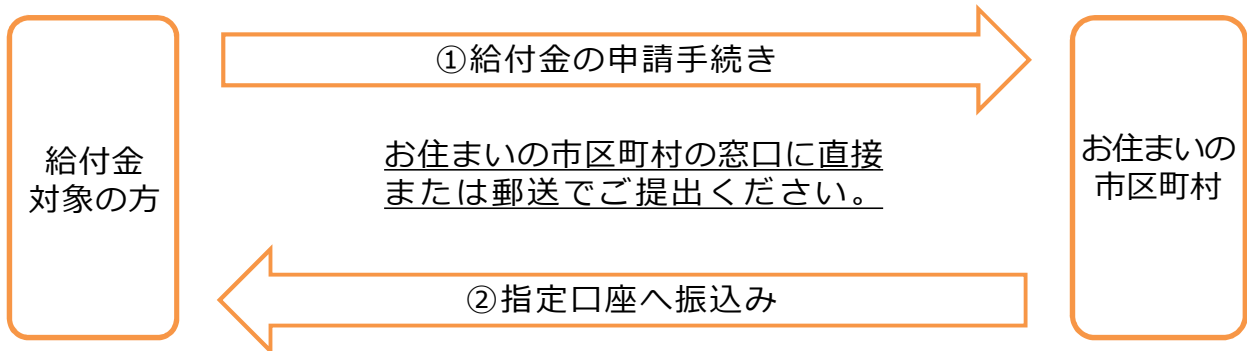 ①給付金の申請手続き
給付金
対象の方
お住まいの市区町村の窓口に直接
または郵送でご提出ください。
お住まいの
市区町村
②指定口座へ振込み